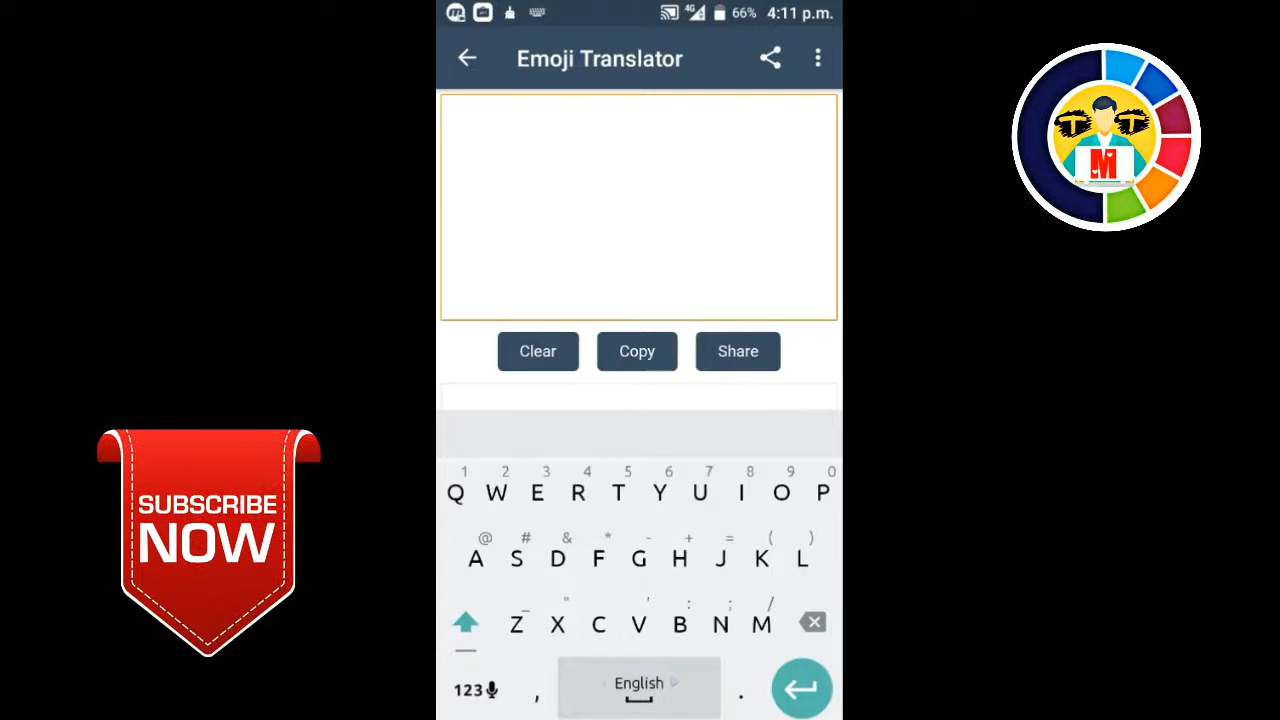 66% 4:11 p.m.
Emoji Translator
Clear Copy Share
1 2 3 4 5 6 7 8 9 0
Q W E R T Y U I O P
@ # & * - + = ( )
A S D F G H J K L
_ " ' : ; /
Z X C V B N M
123 , English .
4G
T T
M
SUBSCRIBE
NOW